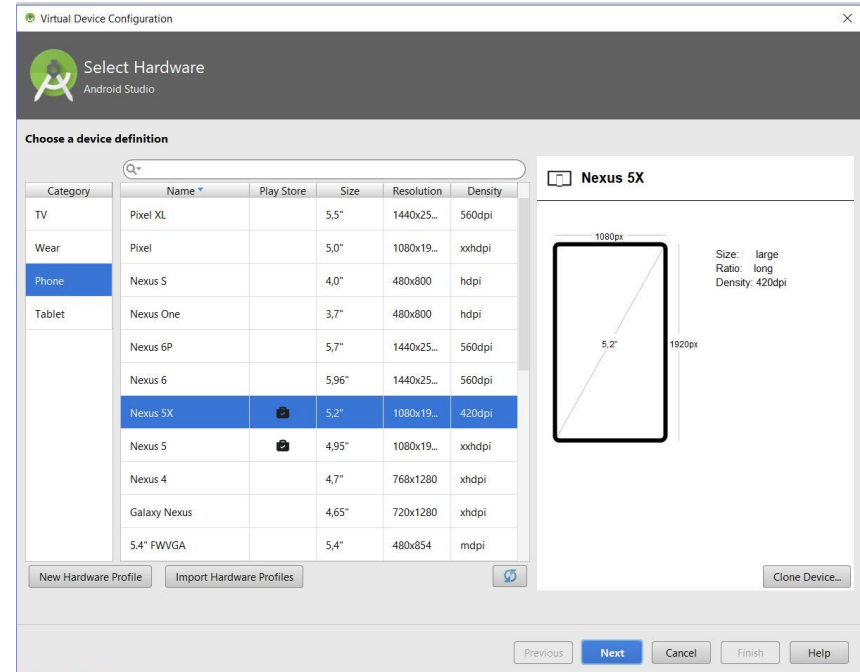 Virtual Device Configuration
Select Hardware
Android Studio
Choose a device definition
Category
TV
Wear
Phone
Tablet
Name Play Store Size Resolution Density
Pixel XL 5,5" 1440x25... 560dpi
Pixel 5,0" 1080x19... xxhdpi
Nexus S 4,0" 480x800 hdpi
Nexus One 3,7" 480x800 hdpi
Nexus 6P 5,7" 1440x25... 560dpi
Nexus 6 5,96" 1440x25... 560dpi
Nexus 5X 5,2" 1080x19... 420dpi
Nexus 5 4,95" 1080x19... xxhdpi
Nexus 4 4,7" 768x1280 xhdpi
Galaxy Nexus 4,65" 720x1280 xhdpi
5.4" FWVGA 5,4" 480x854 mdpi
New Hardware Profile Import Hardware Profiles
Nexus 5X
1080px
5,2"
1920px
Size: large
Ratio: long
Density: 420dpi
Clone Device...
Previous Next Cancel Finish Help